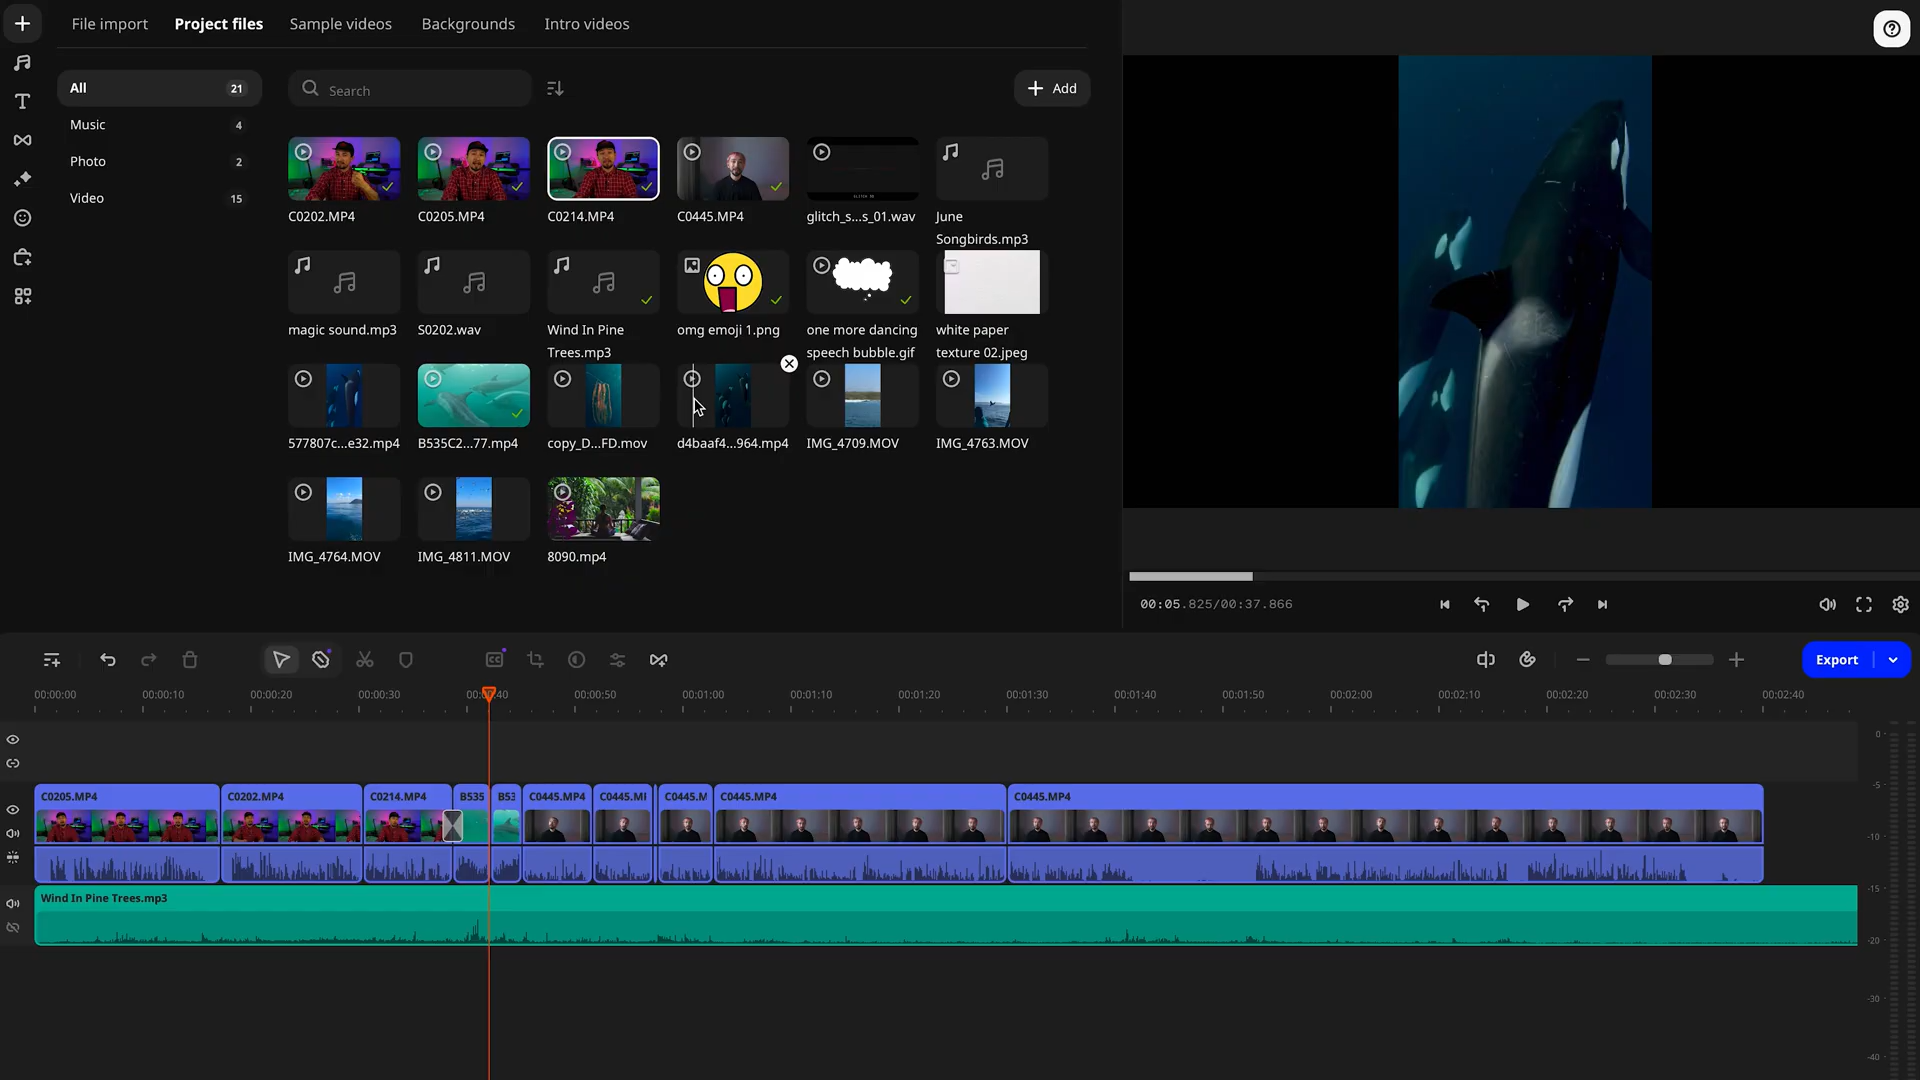 File import
Project files
Sample videos
Backgrounds
Intro videos
All
21
Music
4
Photo
2
Video
15
Search
Add
C0202.MP4
C0205.MP4
C0214.MP4
C0445.MP4
glitch_s...s_01.wav
June
Songbirds.mp3
magic sound.mp3
S0202.wav
Wind In Pine
Trees.mp3
omg emoji 1.png
one more dancing
speech bubble.gif
white paper
texture 02.jpeg
577807c...e32.mp4
B535C2...77.mp4
copy_D...FD.mov
d4baaf4...964.mp4
IMG_4709.MOV
IMG_4763.MOV
IMG_4764.MOV
IMG_4811.MOV
8090.mp4
00:05.825/00:37.866
CC
Export
00:00:00
00:00:10
00:00:20
00:00:30
00:00:50
00:01:00
00:01:10
00:01:20
00:01:30
00:01:40
00:01:50
00:02:00
00:02:10
00:02:20
00:02:30
00:02:40
C0205.MP4
C0202.MP4
C0214.MP4
B535
B53
C0445.MP4
C0445.MI
C0445.M
C0445.MP4
C0445.MP4
Wind In Pine Trees.mp3
0
-5
-10
-15
-20
-30
-40